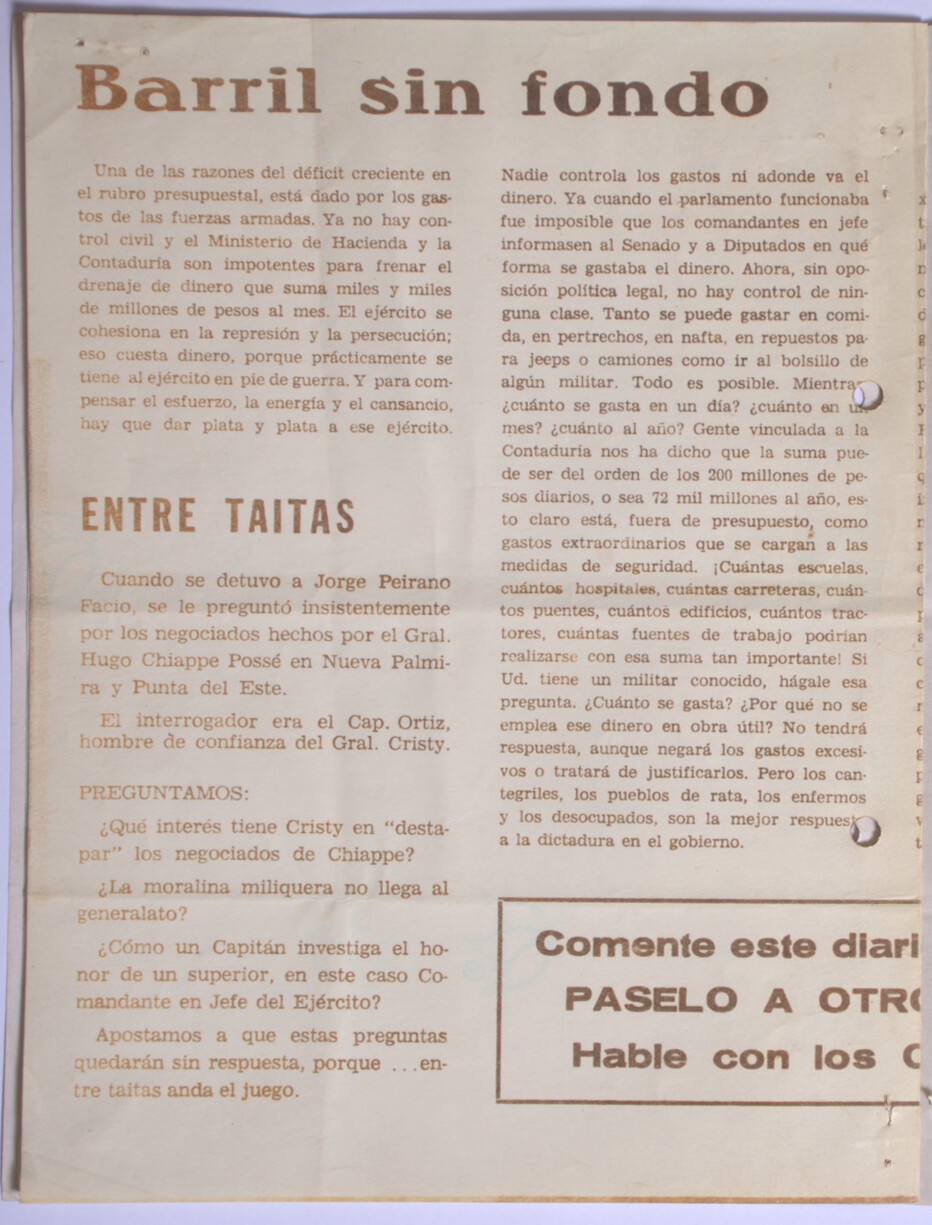 Barril sin fondo
Una de las razones del déficit creciente en
el rubro presupuestal, está dado por los gas-
tos de las fuerzas armadas. Ya no hay con-
trol civil y el Ministerio de Hacienda y la
Contaduría son impotentes para frenar el
drenaje de dinero que suma miles y miles
de millones de pesos al mes. El ejército se
cohesiona en la represión y la persecución;
eso cuesta dinero, porque prácticamente se
tiene al ejército en pie de guerra. Y para com-
pensar el esfuerzo, la energía y el cansancio,
hay que dar plata y plata a ese ejército.
Nadie controla los gastos ni adonde va el
dinero. Ya cuando el parlamento funcionaba
fue imposible que los comandantes en jefe
informasen al Senado y a Diputados en qué
forma se gastaba el dinero. Ahora, sin opo-
sición política legal, no hay control de nin-
guna clase. Tanto se puede gastar en comi-
da, en pertrechos, en nafta, en repuestos pa-
ra jeeps o camiones como ir al bolsillo de
algún militar. Todo es posible. Mientras
¿cuánto se gasta en un día? ¿cuánto en un
mes? ¿cuánto al año? Gente vinculada a la
Contaduría nos ha dicho que la suma pue-
de ser del orden de los 200 millones de pe-
sos diarios, o sea 72 mil millones al año, es-
to claro está, fuera de presupuesto, como
gastos extraordinarios que se cargan a las
medidas de seguridad. ¡Cuántas escuelas,
cuántos hospitales, cuántas carreteras, cuán-
tos puentes, cuántos edificios, cuántos trac-
tores, cuántas fuentes de trabajo podrían
realizarse con esa suma tan importante! Si
Ud. tiene un militar conocido, hágale esa
pregunta. ¿Cuánto se gasta? ¿Por qué no se
emplea ese dinero en obra útil? No tendrá
respuesta, aunque negará los gastos excesi-
vos o tratará de justificarlos. Pero los can-
tegriles, los pueblos de rata, los enfermos
y los desocupados, son la mejor respuest
a la dictadura en el gobierno.
ENTRE TAITAS
Cuando se detuvo a Jorge Peirano
Facio, se le preguntó insistentemente
por los negociados hechos por el Gral.
Hugo Chiappe Possé en Nueva Palmi-
ra y Punta del Este.
El interrogador era el Cap. Ortiz,
hombre de confianza del Gral. Cristy.
PREGUNTAMOS:
¿Qué interés tiene Cristy en "desta-
par" los negociados de Chiappe?
¿La moralina miliquera no llega al
generalato?
¿Cómo un Capitán investiga el ho-
nor de un superior, en este caso Co-
mandante en Jefe del Ejército?
Apostamos a que estas preguntas
quedarán sin respuesta, porque ...en-
tre taitas anda el juego.
Comente este diari
PASELO A OTRO
Hable con los